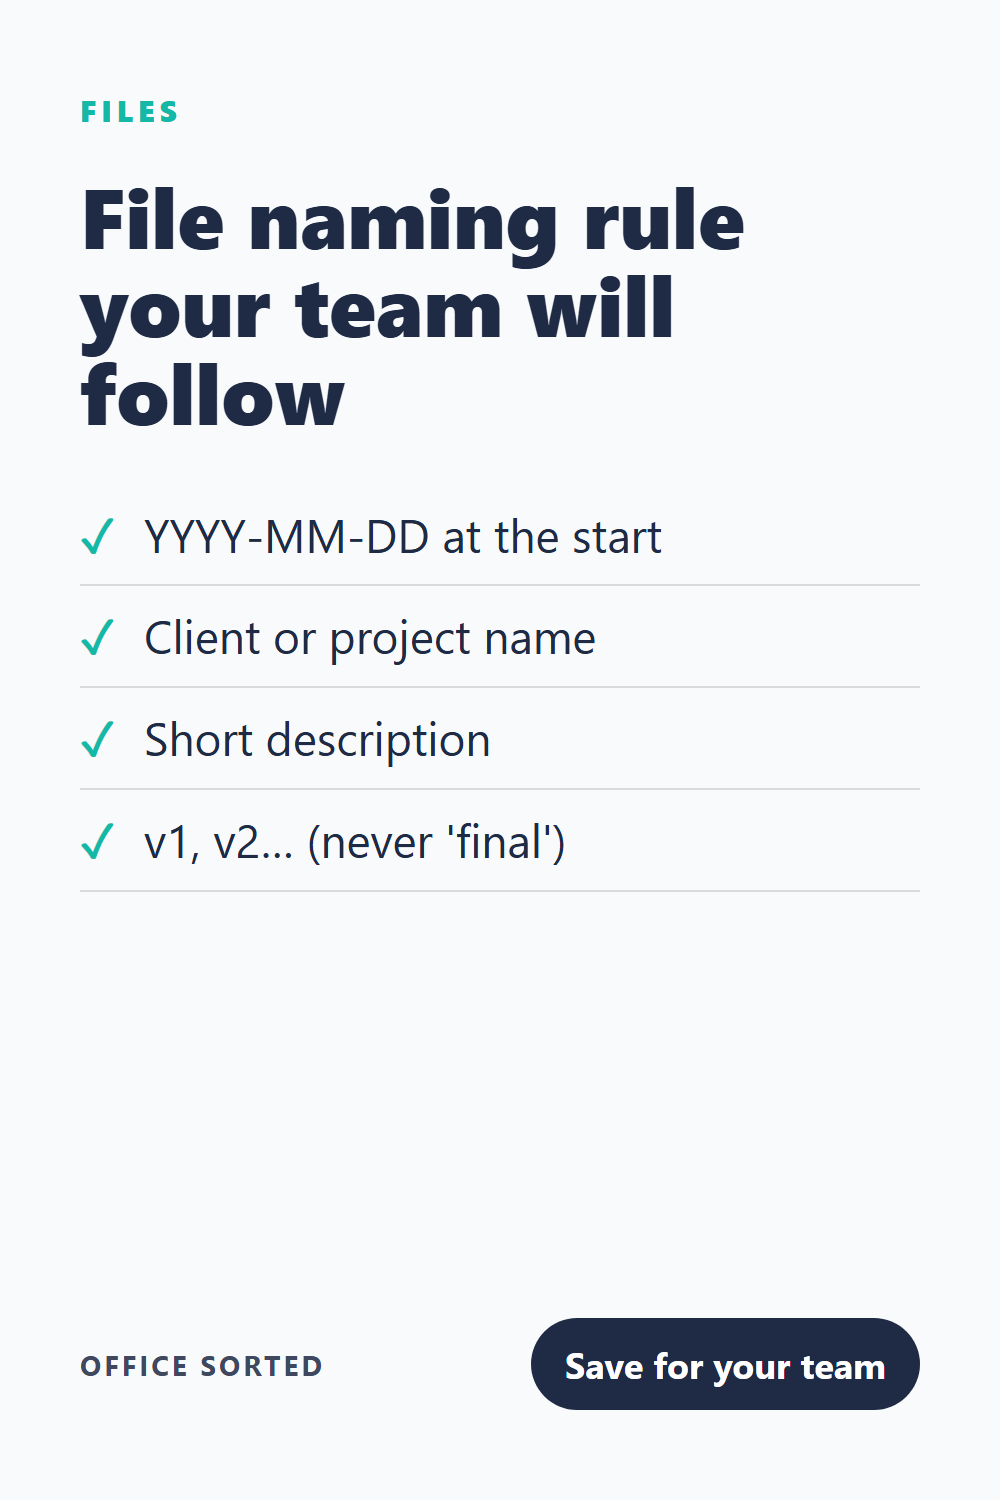 FILES
File naming rule
your team will
follow
✓ YYYY-MM-DD at the start
✓ Client or project name
✓ Short description
✓ v1, v2... (never 'final')
OFFICE SORTED
Save for your team